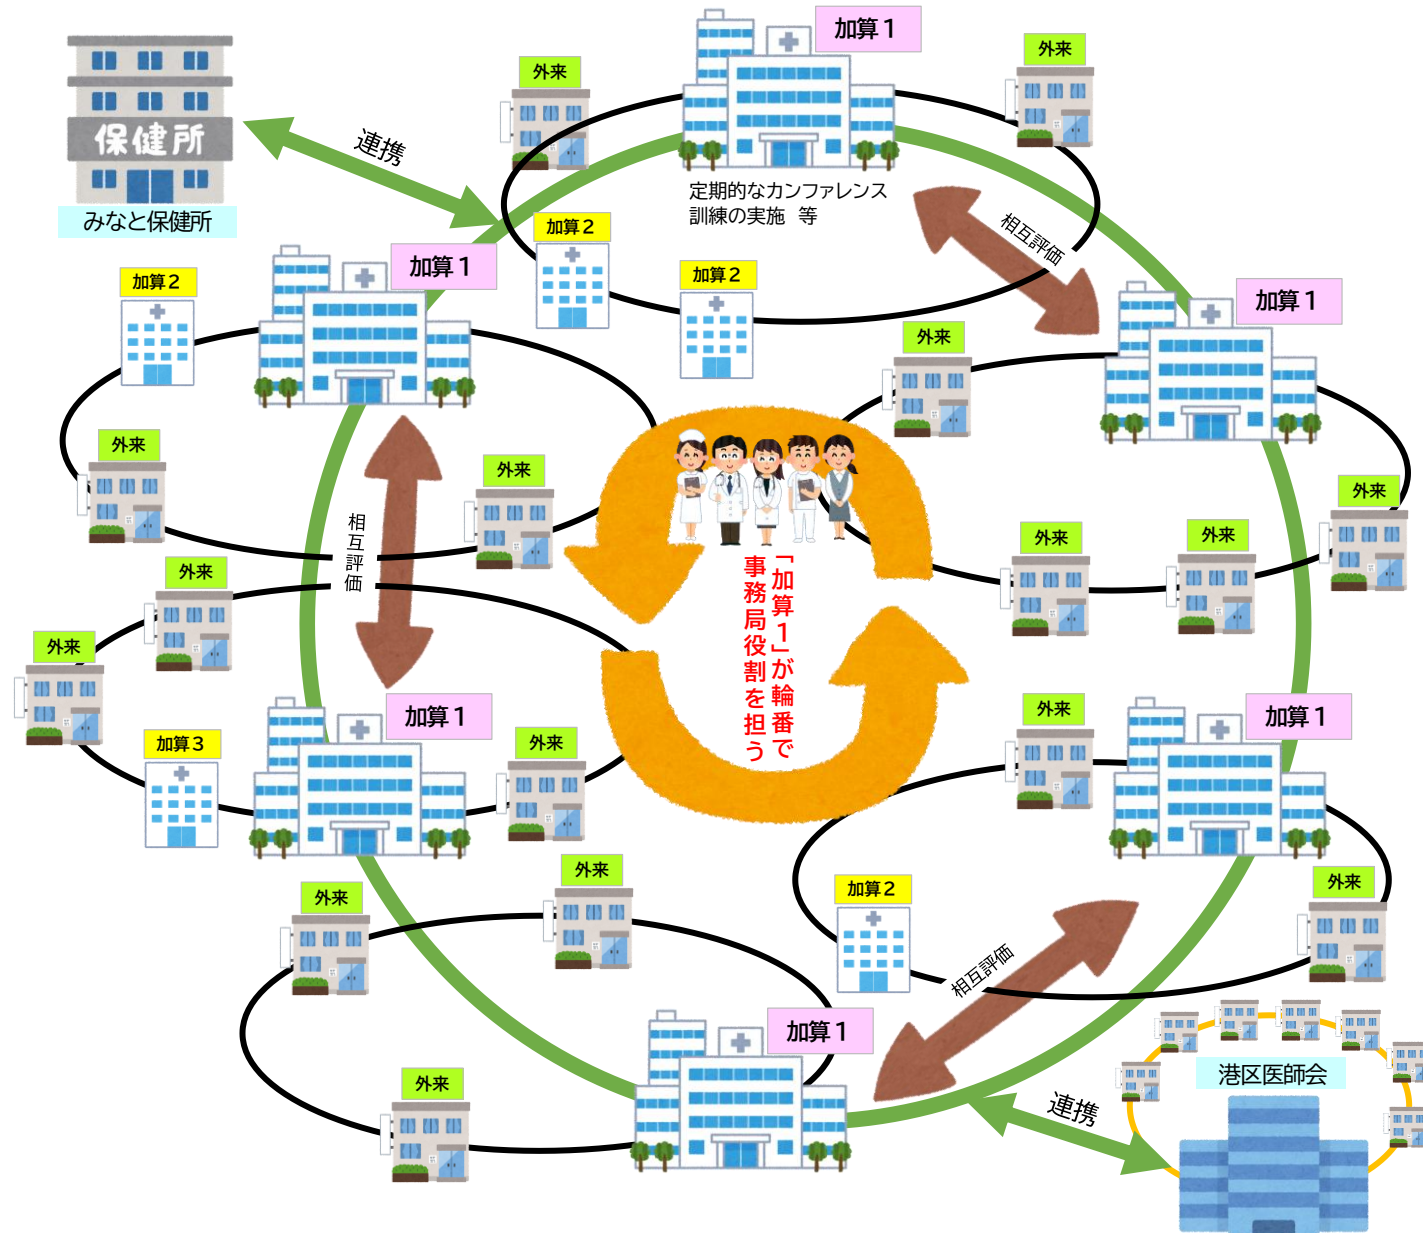 加算１
外来
外来
保健所
みなと保健所
連携
定期的なカンファレンス
訓練の実施 等
相互評価
加算２
加算２
加算１
加算２
外来
外来
加算１
外来
外来
外来
外来
「加算１」が輪番で
事務局役割を担う
相互評価
外来
外来
加算３
加算１
外来
加算１
外来
加算２
外来
相互評価
外来
外来
外来
加算１
港区医師会
連携